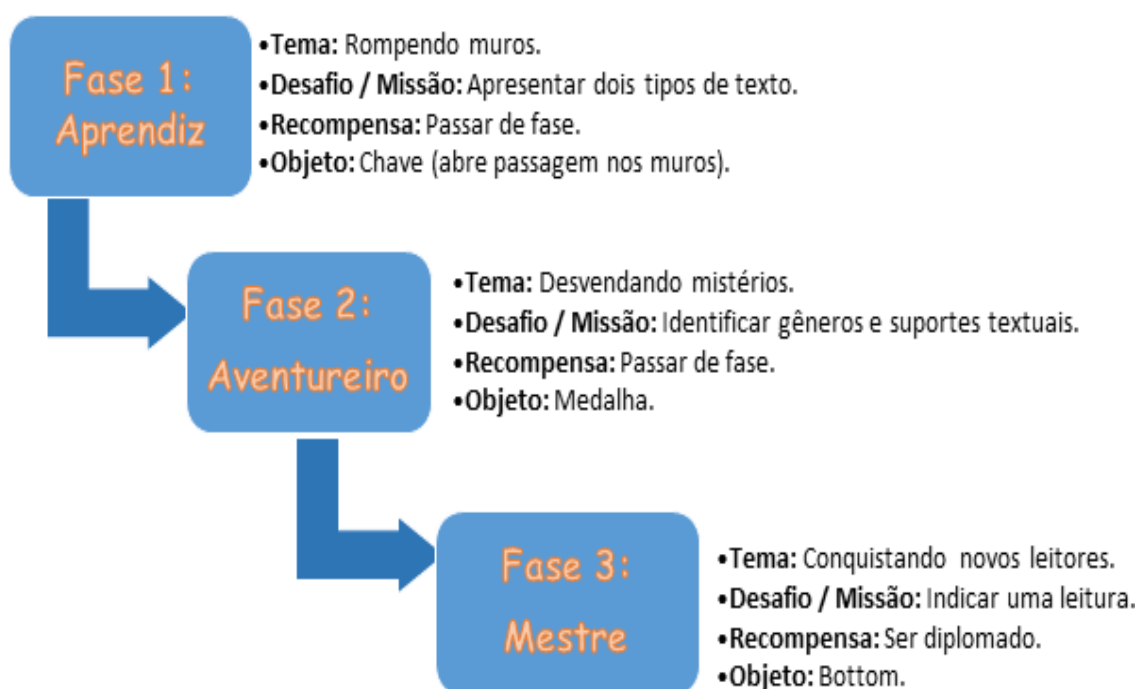 Fase 1:
Aprendiz
•Tema: Rompendo muros.
•Desafio / Missão: Apresentar dois tipos de texto.
•Recompensa: Passar de fase.
•Objeto: Chave (abre passagem nos muros).
Fase 2:
Aventureiro
•Tema: Desvendando mistérios.
•Desafio / Missão: Identificar gêneros e suportes textuais.
•Recompensa: Passar de fase.
•Objeto: Medalha.
Fase 3:
Mestre
•Tema: Conquistando novos leitores.
•Desafio / Missão: Indicar uma leitura.
•Recompensa: Ser diplomado.
•Objeto: Bottom.